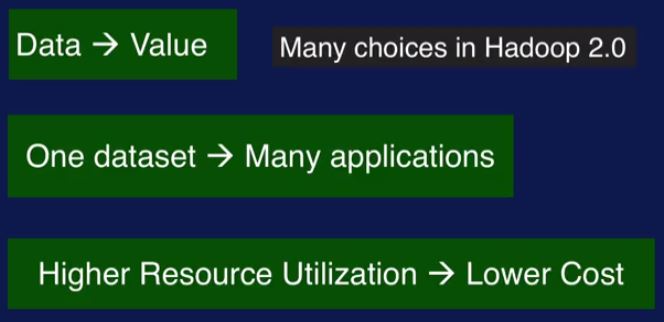 Data → Value
Many choices in Hadoop 2.0
One dataset → Many applications
Higher Resource Utilization → Lower Cost